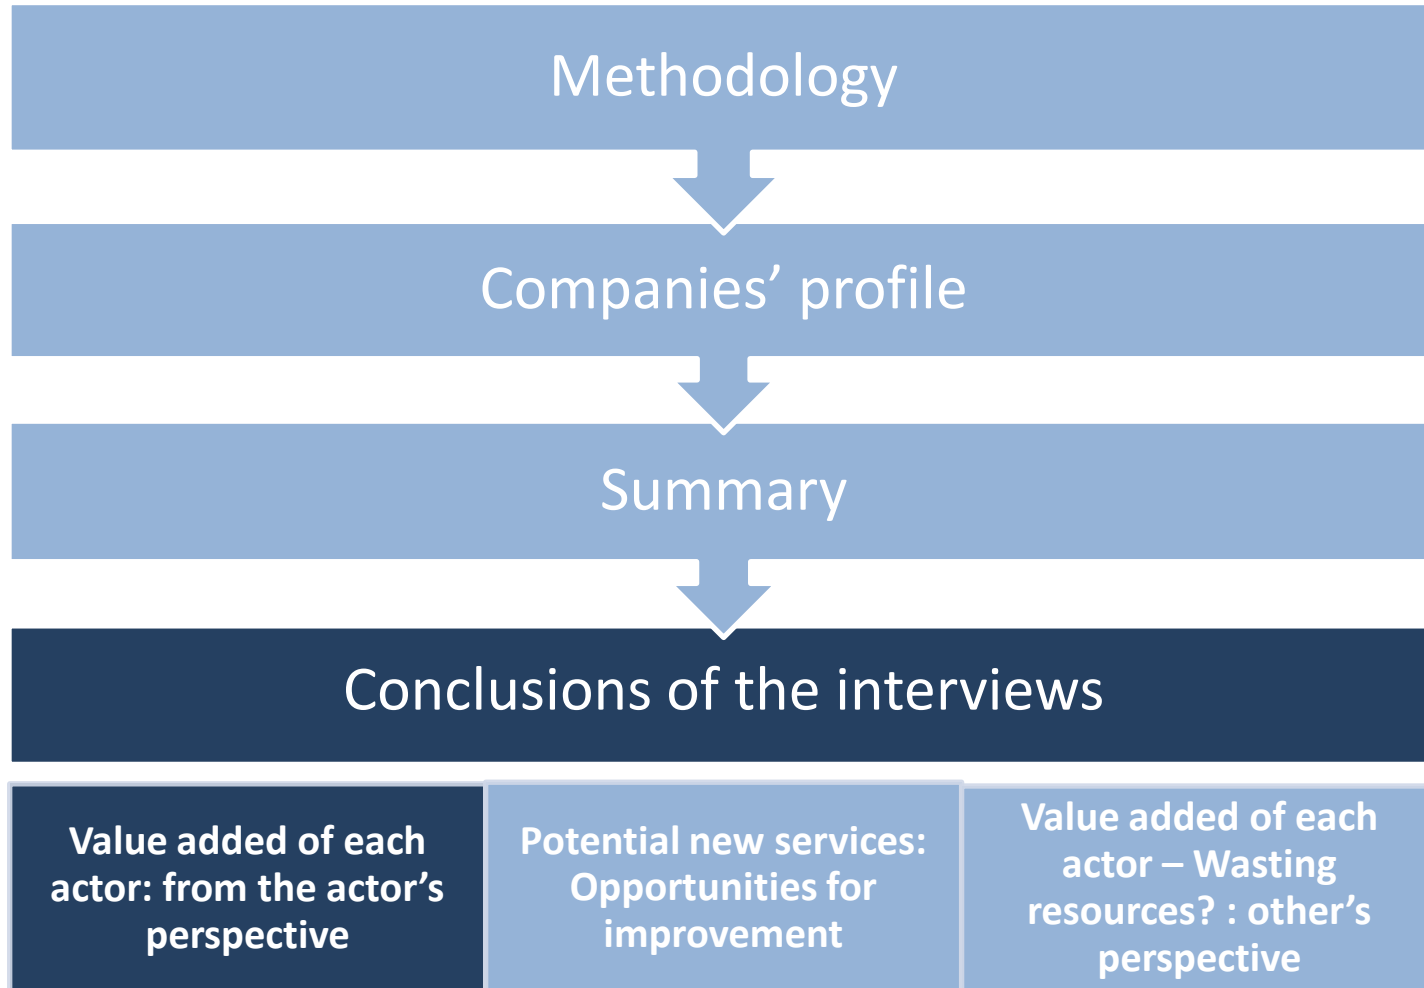 Methodology
Companies’ profile
Summary
Conclusions of the interviews
Value added of each
actor: from the actor’s
perspective
Potential new services:
Opportunities for
improvement
Value added of each
actor – Wasting
resources? : other’s
perspective